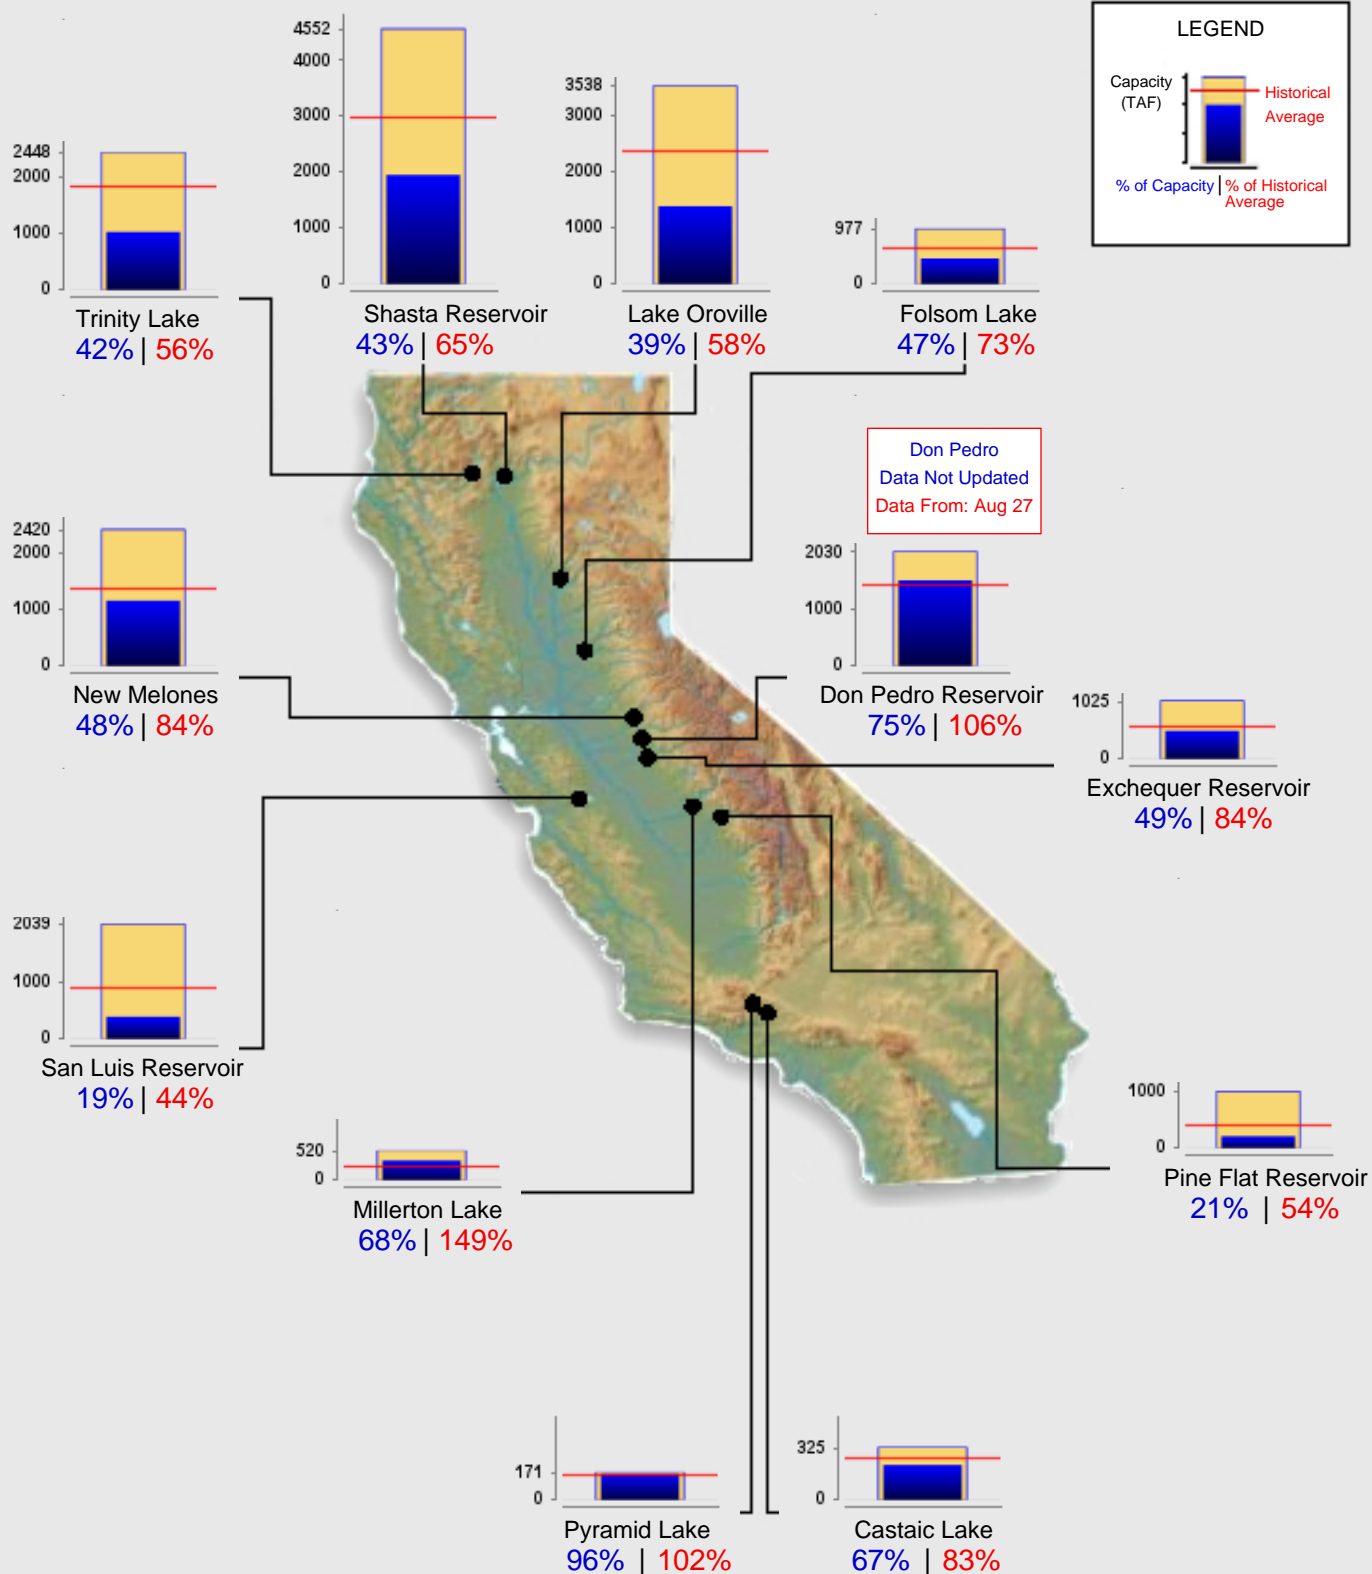 LEGEND
Capacity
(TAF)
Historical
Average
% of Capacity | % of Historical
Average
4552
4000
3000
2000
1000
0
Shasta Reservoir
43% | 65%
3538
3000
2000
1000
0
Lake Oroville
39% | 58%
2448
2000
1000
0
Trinity Lake
42% | 56%
977
0
Folsom Lake
47% | 73%
Don Pedro
Data Not Updated
Data From: Aug 27
2030
1000
0
Don Pedro Reservoir
75% | 106%
2420
2000
1000
0
New Melones
48% | 84%
1025
0
Exchequer Reservoir
49% | 84%
2039
1000
0
San Luis Reservoir
19% | 44%
520
0
Millerton Lake
68% | 149%
1000
0
Pine Flat Reservoir
21% | 54%
171
0
Pyramid Lake
96% | 102%
325
0
Castaic Lake
67% | 83%